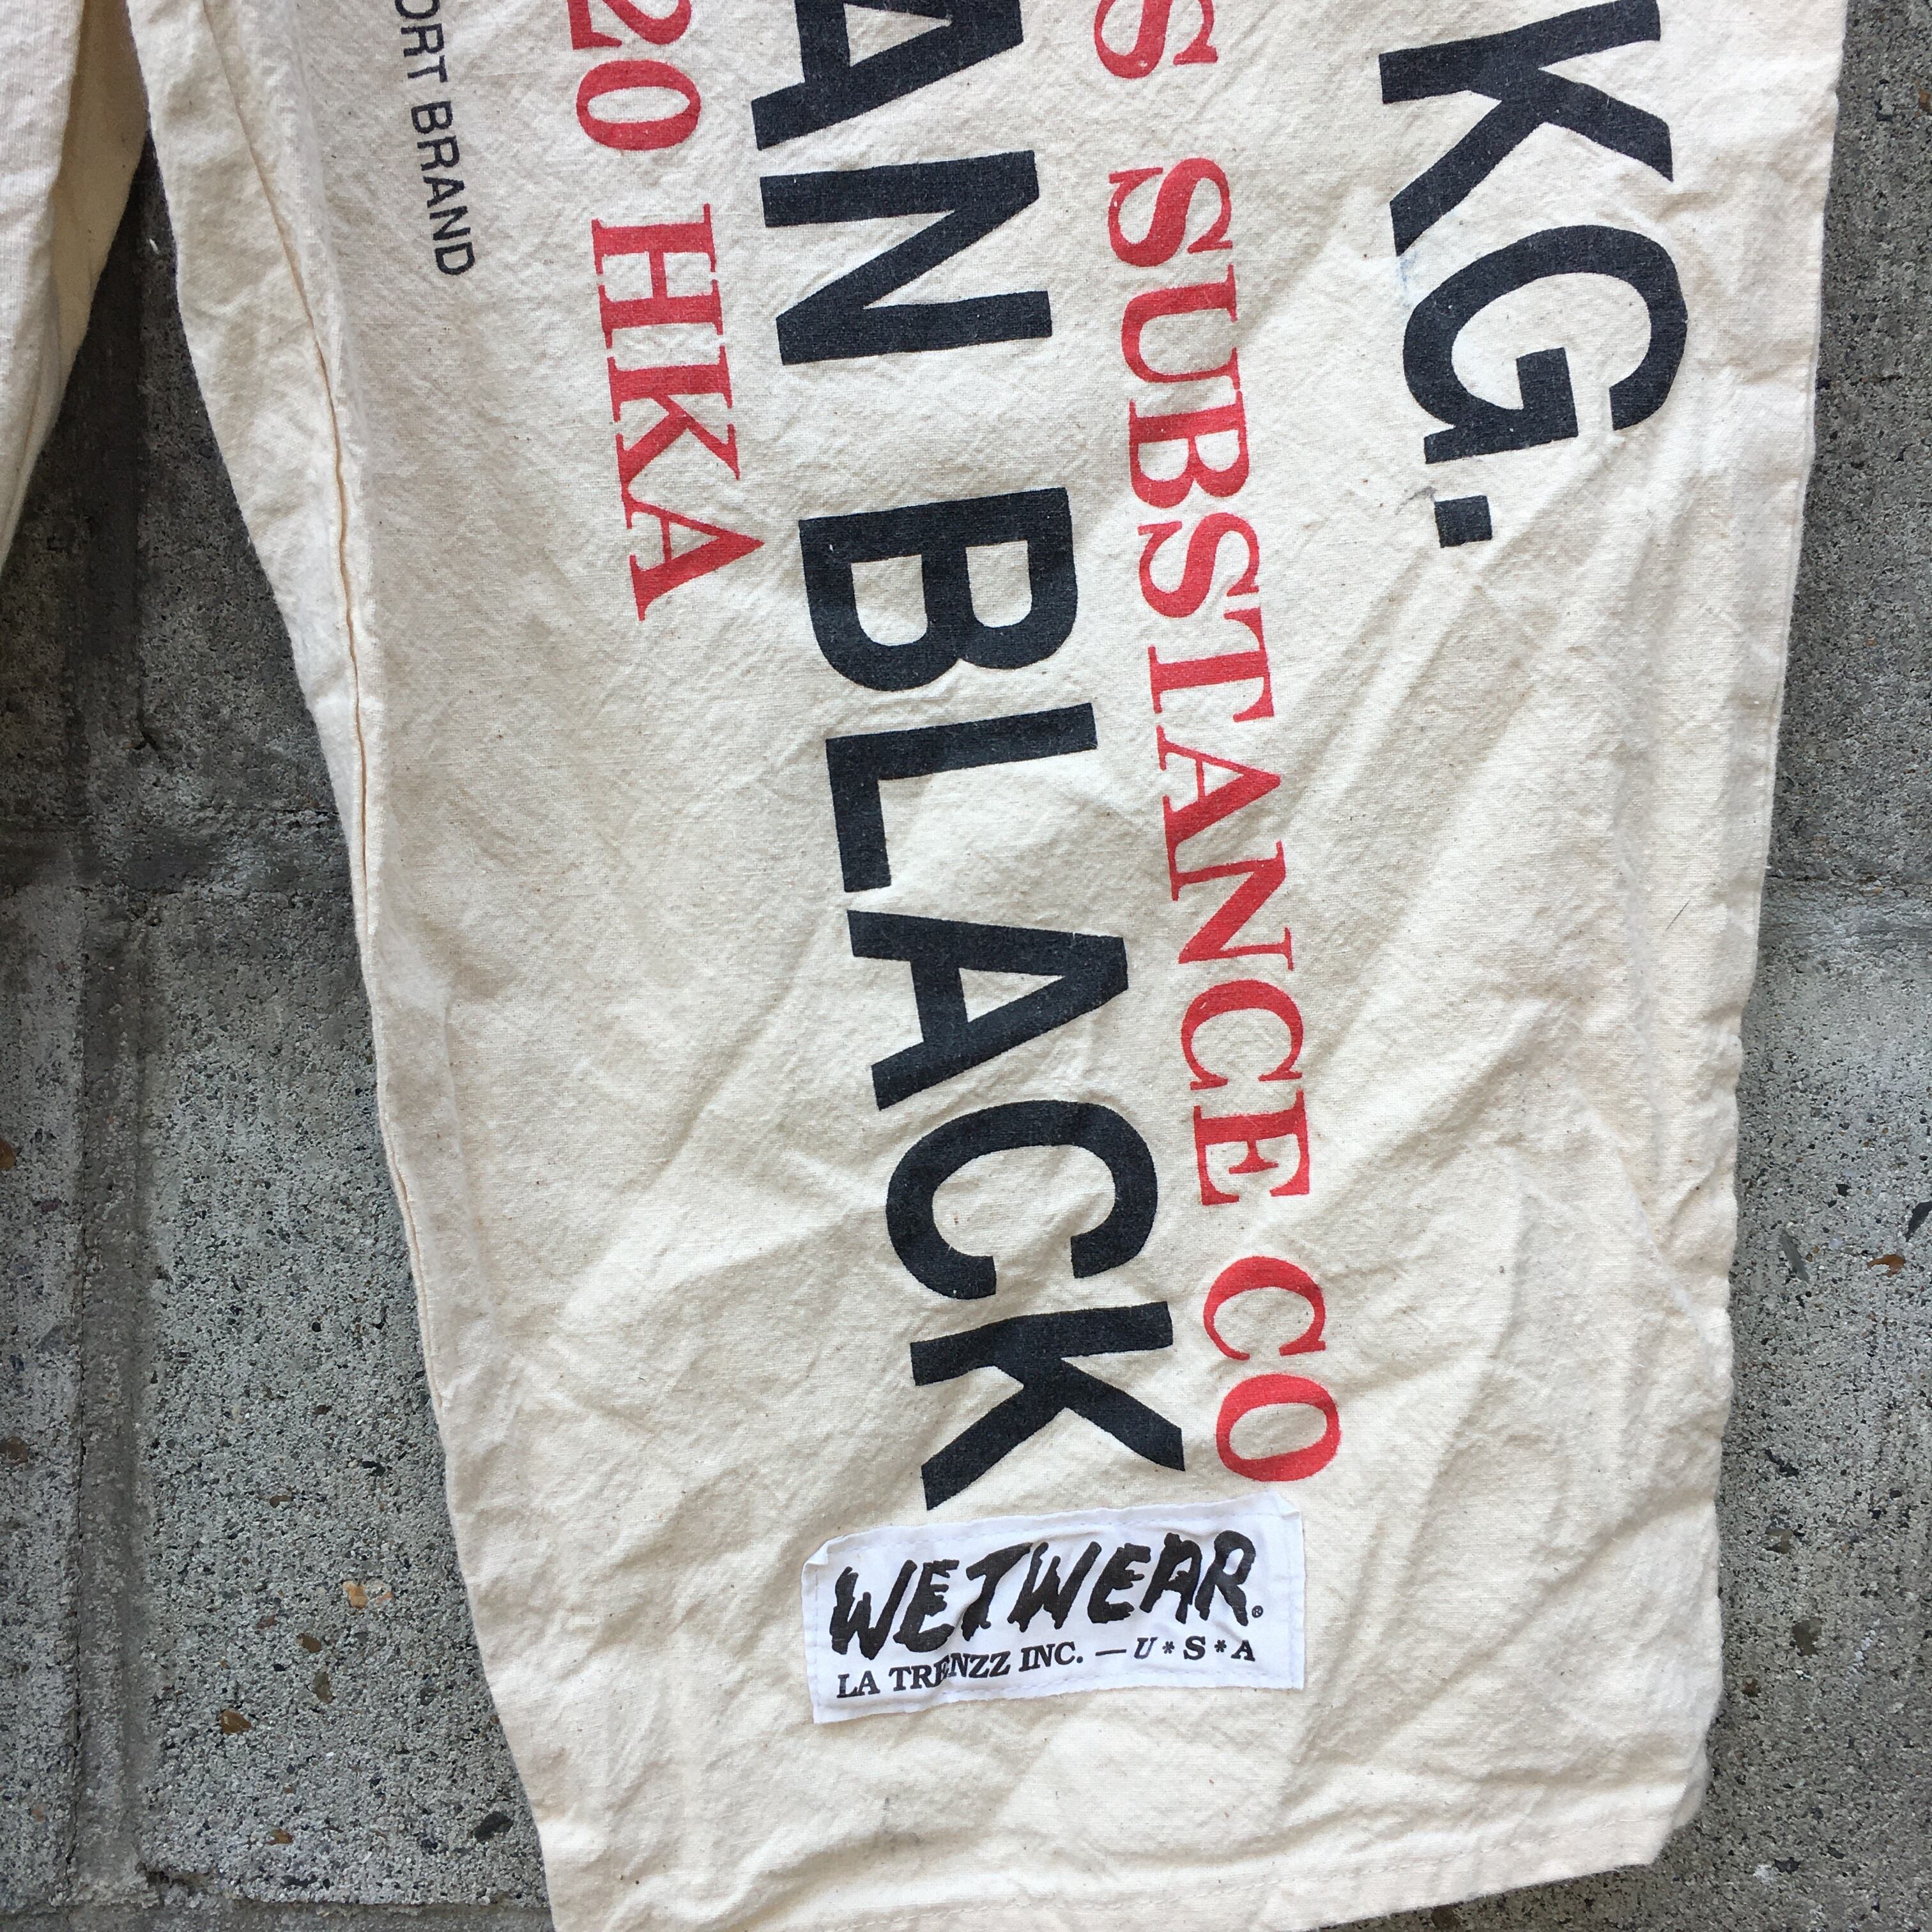 KG.
S SUBSTANCE CO
AN BLACK
20 HKA
ORT BRAND
WETWEAR®
LA TRENZZ INC. — U*S*A